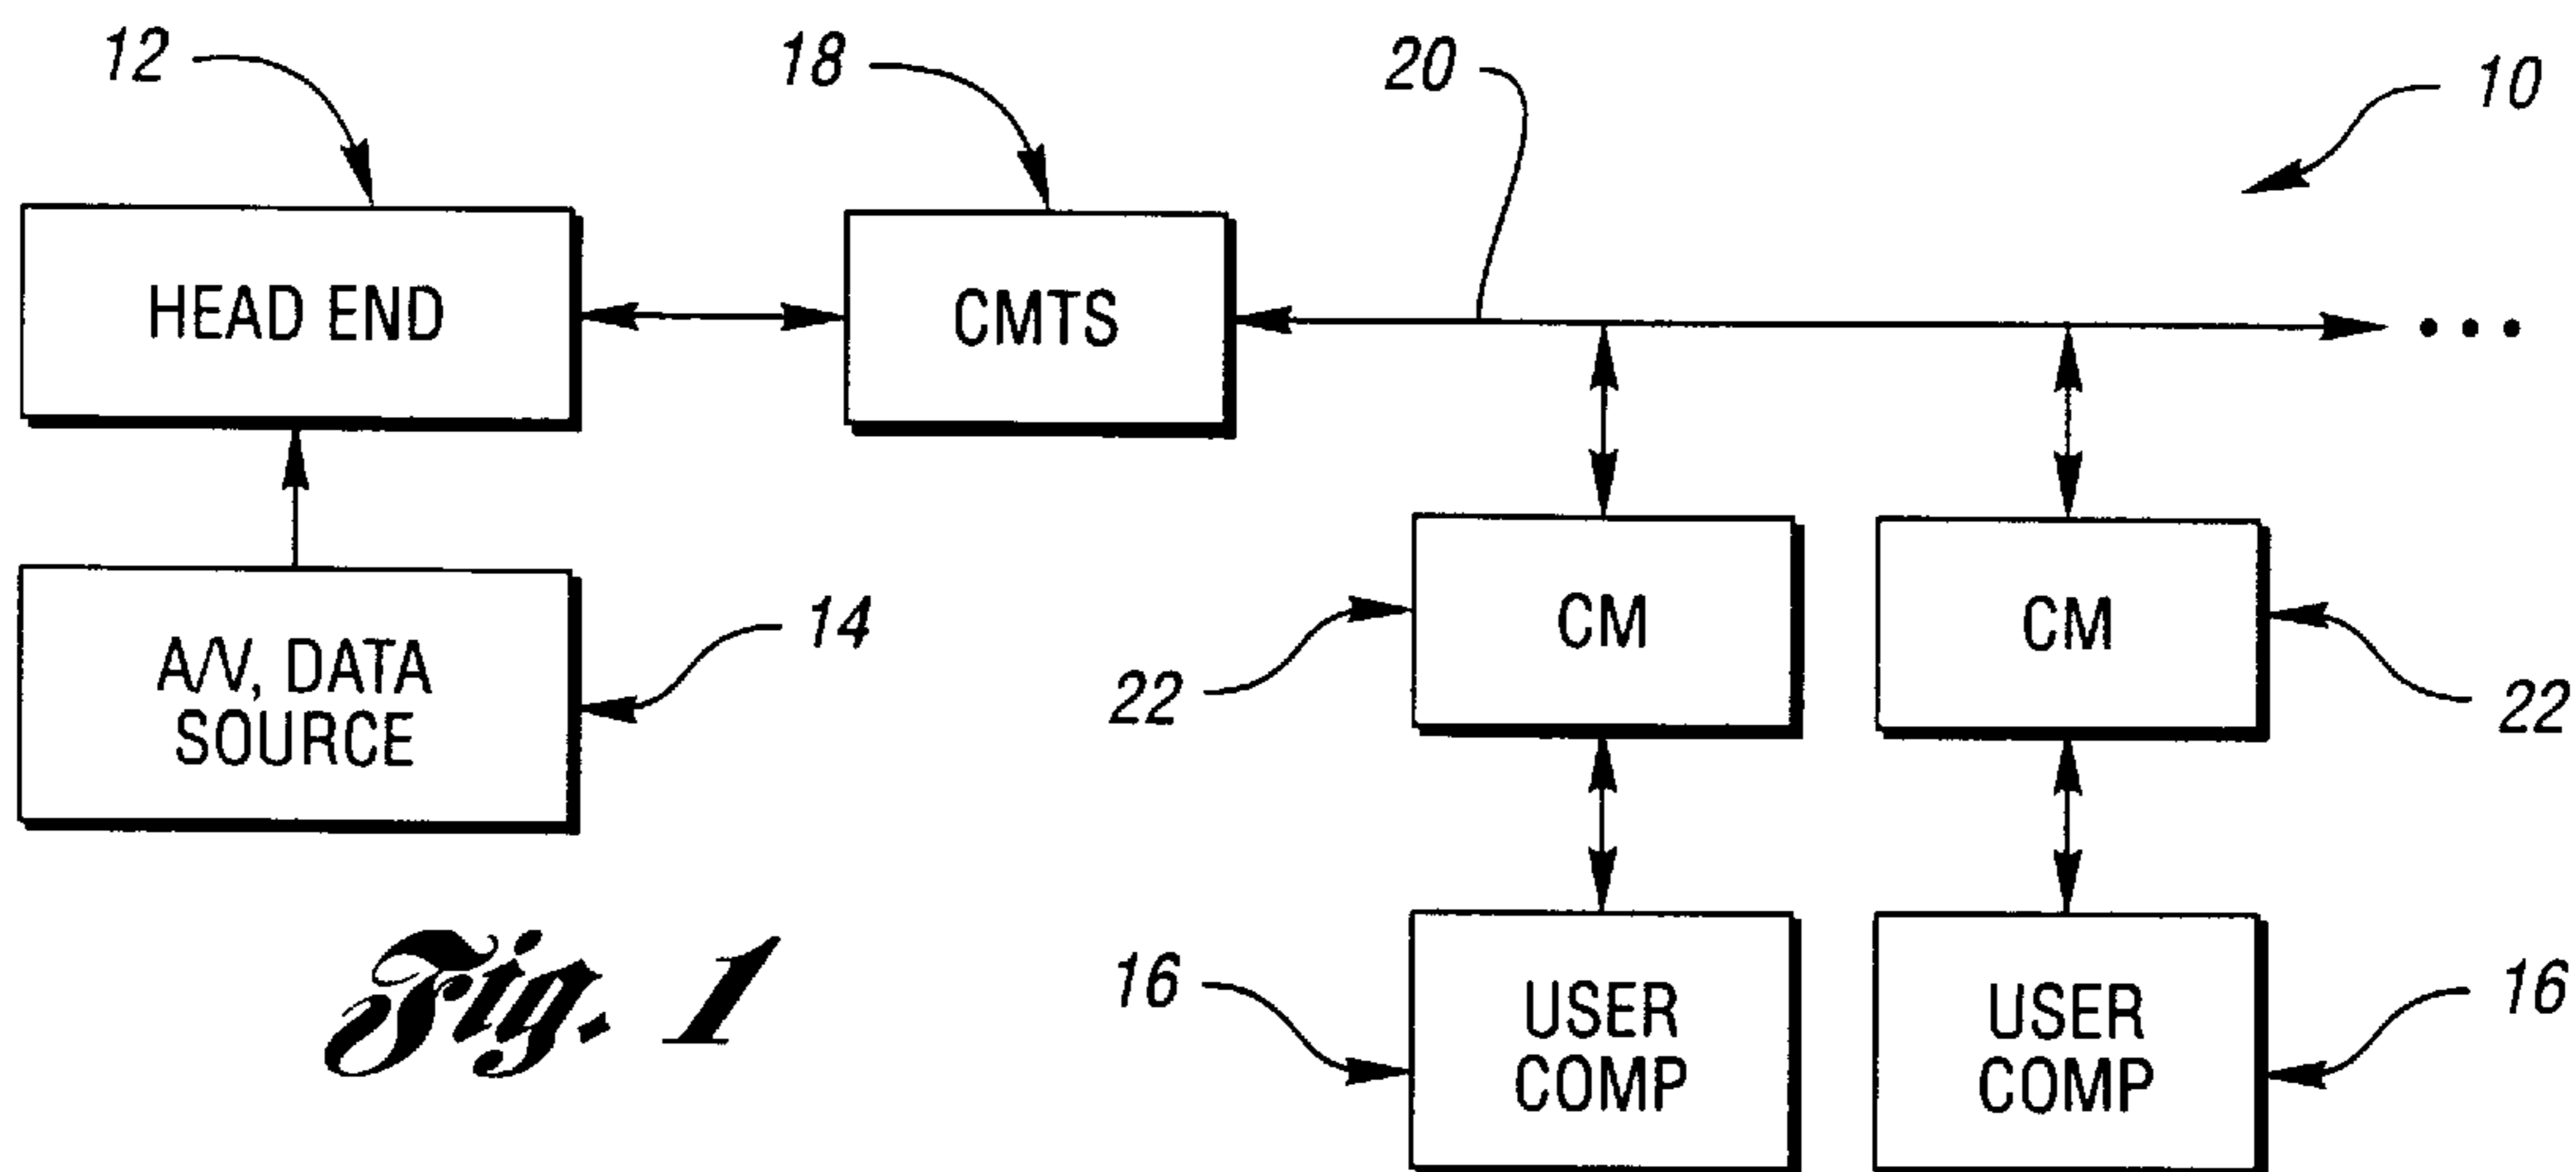 12
18
20
10
HEAD END
CMTS
A/V, DATA
SOURCE
14
CM
CM
22
22
USER
COMP
USER
COMP
16
16
Fig. 1